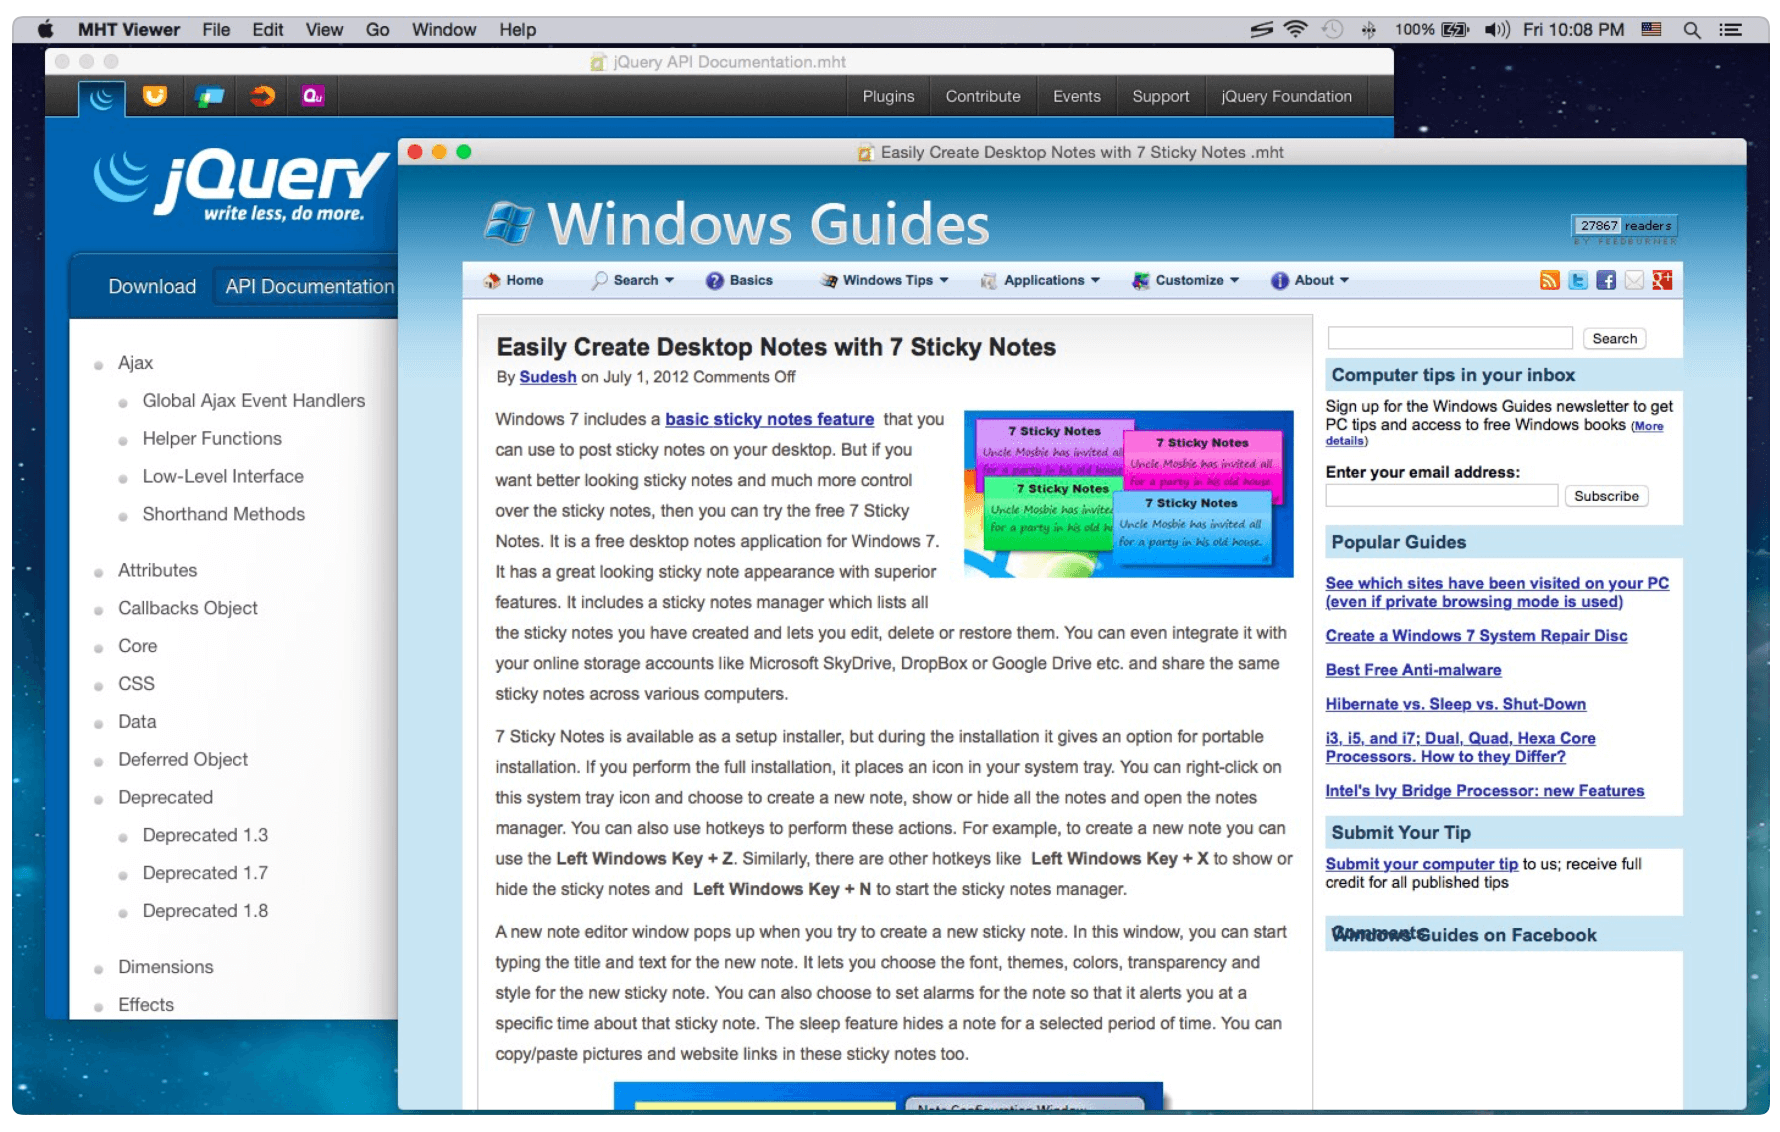 MHT Viewer File Edit View Go Window Help 100% Fri 10:08 PM
jQuery API Documentation.mht
Qu Plugins Contribute Events Support jQuery Foundation
jQuery
write less, do more.
Download API Documentation
Ajax
Global Ajax Event Handlers
Helper Functions
Low-Level Interface
Shorthand Methods
Attributes
Callbacks Object
Core
CSS
Data
Deferred Object
Deprecated
Deprecated 1.3
Deprecated 1.7
Deprecated 1.8
Dimensions
Effects
Easily Create Desktop Notes with 7 Sticky Notes .mht
Windows Guides
27867 readers
BY FEEDBURNER
Home Search Basics Windows Tips Applications Customize About
Easily Create Desktop Notes with 7 Sticky Notes
By Sudesh on July 1, 2012 Comments Off
Windows 7 includes a basic sticky notes feature that you
can use to post sticky notes on your desktop. But if you
want better looking sticky notes and much more control
over the sticky notes, then you can try the free 7 Sticky
Notes. It is a free desktop notes application for Windows 7.
It has a great looking sticky note appearance with superior
features. It includes a sticky notes manager which lists all
the sticky notes you have created and lets you edit, delete or restore them. You can even integrate it with
your online storage accounts like Microsoft SkyDrive, DropBox or Google Drive etc. and share the same
sticky notes across various computers.
7 Sticky Notes
Uncle Mosbie has invited al
for a party in his old house
7 Sticky Notes
Uncle Mosbie has invited all
for a party in his old house.
7 Sticky Notes
Uncle Mosbie has invite
for a party in his old h
7 Sticky Notes
Uncle Mosbie has invited all
for a party in his old house.
7 Sticky Notes is available as a setup installer, but during the installation it gives an option for portable
installation. If you perform the full installation, it places an icon in your system tray. You can right-click on
this system tray icon and choose to create a new note, show or hide all the notes and open the notes
manager. You can also use hotkeys to perform these actions. For example, to create a new note you can
use the Left Windows Key + Z. Similarly, there are other hotkeys like Left Windows Key + X to show or
hide the sticky notes and Left Windows Key + N to start the sticky notes manager.
A new note editor window pops up when you try to create a new sticky note. In this window, you can start
typing the title and text for the new note. It lets you choose the font, themes, colors, transparency and
style for the new sticky note. You can also choose to set alarms for the note so that it alerts you at a
specific time about that sticky note. The sleep feature hides a note for a selected period of time. You can
copy/paste pictures and website links in these sticky notes too.
Note Configuration Window
Search
Computer tips in your inbox
Sign up for the Windows Guides newsletter to get
PC tips and access to free Windows books (More
details)
Enter your email address:
Subscribe
Popular Guides
See which sites have been visited on your PC
(even if private browsing mode is used)
Create a Windows 7 System Repair Disc
Best Free Anti-malware
Hibernate vs. Sleep vs. Shut-Down
i3, i5, and i7; Dual, Quad, Hexa Core
Processors. How to they Differ?
Intel's Ivy Bridge Processor: new Features
Submit Your Tip
Submit your computer tip to us; receive full
credit for all published tips
Comments
Windows Guides on Facebook